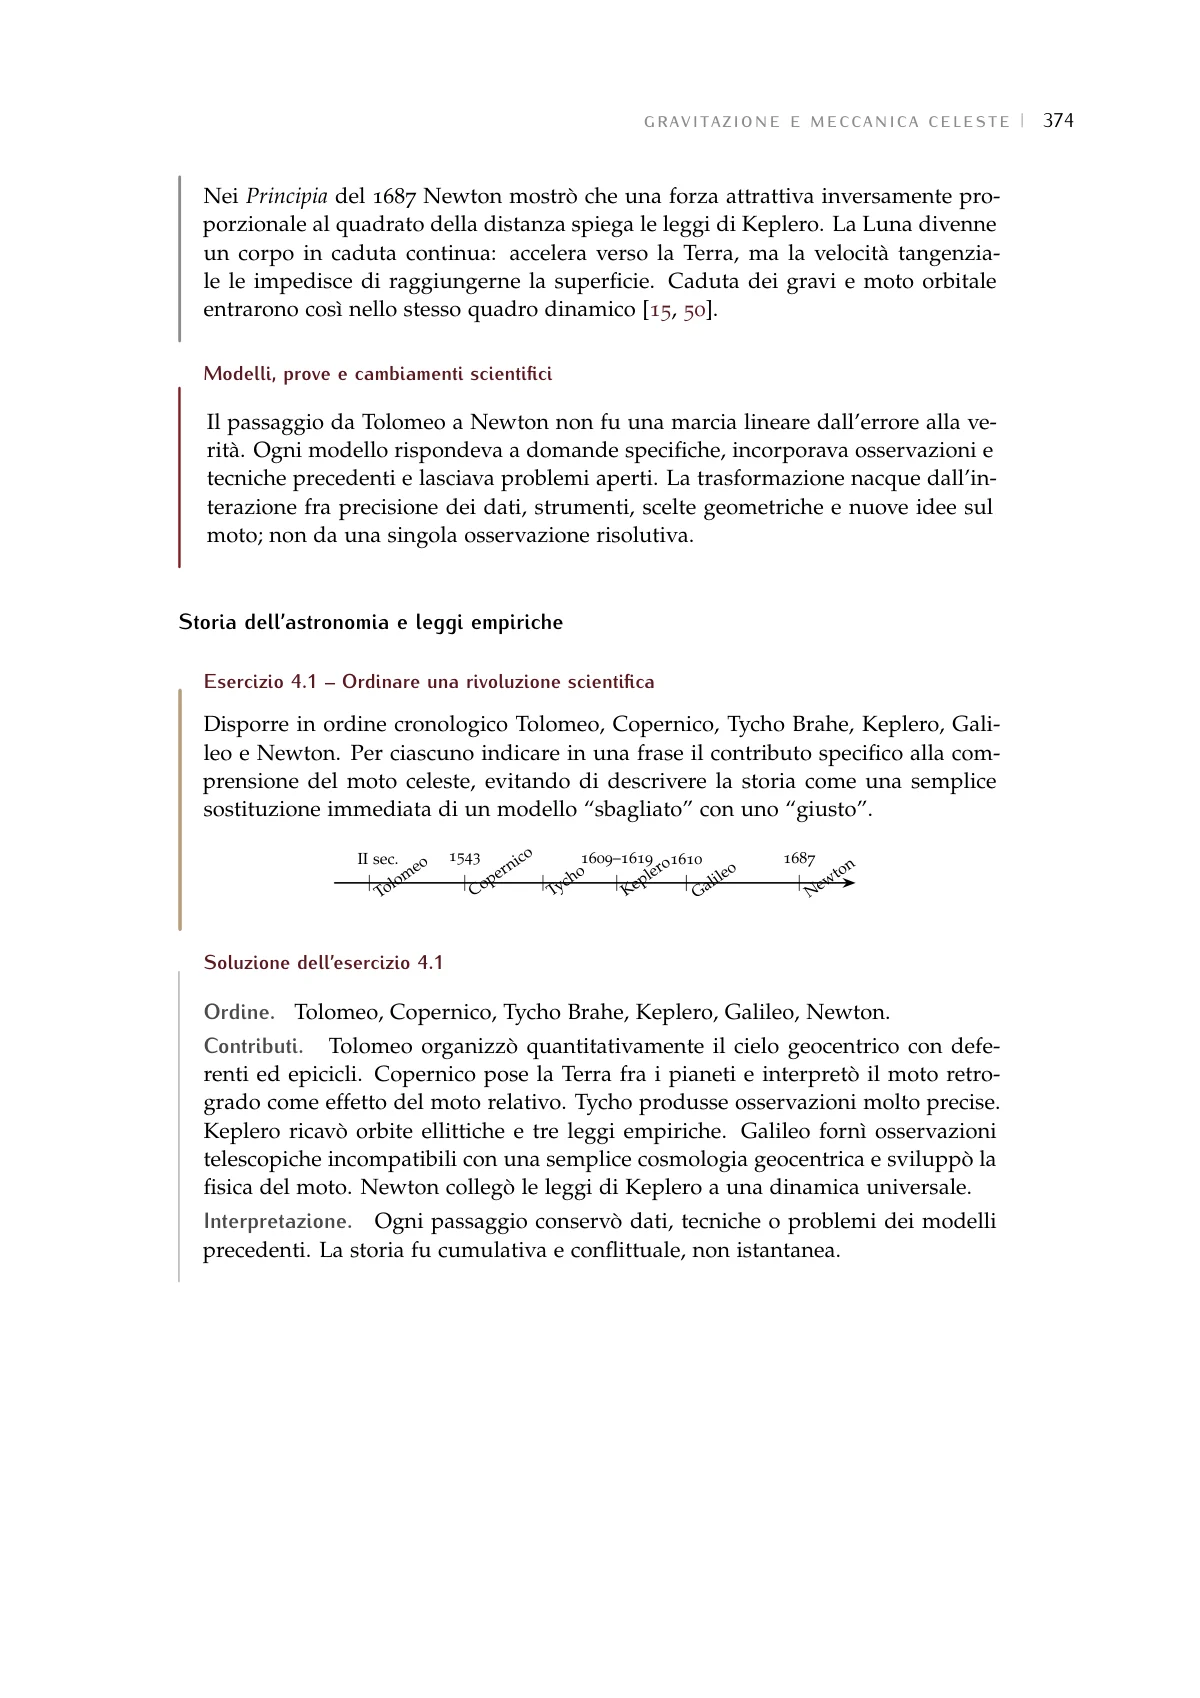 GRAVITAZIONE E MECCANICA CELESTE | 374
Nei Principia del 1687 Newton mostrò che una forza attrattiva inversamente pro-
porzionale al quadrato della distanza spiega le leggi di Keplero. La Luna divenne
un corpo in caduta continua: accelera verso la Terra, ma la velocità tangenzia-
le le impedisce di raggiungerne la superficie. Caduta dei gravi e moto orbitale
entrarono così nello stesso quadro dinamico [15, 50].
Modelli, prove e cambiamenti scientifici
Il passaggio da Tolomeo a Newton non fu una marcia lineare dall’errore alla ve-
rità. Ogni modello rispondeva a domande specifiche, incorporava osservazioni e
tecniche precedenti e lasciava problemi aperti. La trasformazione nacque dall’in-
terazione fra precisione dei dati, strumenti, scelte geometriche e nuove idee sul
moto; non da una singola osservazione risolutiva.
Storia dell’astronomia e leggi empiriche
Esercizio 4.1 – Ordinare una rivoluzione scientifica
Disporre in ordine cronologico Tolomeo, Copernico, Tycho Brahe, Keplero, Gali-
leo e Newton. Per ciascuno indicare in una frase il contributo specifico alla com-
prensione del moto celeste, evitando di descrivere la storia come una semplice
sostituzione immediata di un modello “sbagliato” con uno “giusto”.
II sec. 1543 1609–1619 1610 1687
Tolomeo Copernico Tycho Keplero Galileo Newton
Soluzione dell’esercizio 4.1
Ordine. Tolomeo, Copernico, Tycho Brahe, Keplero, Galileo, Newton.
Contributi. Tolomeo organizzò quantitativamente il cielo geocentrico con defe-
renti ed epicicli. Copernico pose la Terra fra i pianeti e interpretò il moto retro-
grado come effetto del moto relativo. Tycho produsse osservazioni molto precise.
Keplero ricavò orbite ellittiche e tre leggi empiriche. Galileo fornì osservazioni
telescopiche incompatibili con una semplice cosmologia geocentrica e sviluppò la
fisica del moto. Newton collegò le leggi di Keplero a una dinamica universale.
Interpretazione. Ogni passaggio conservò dati, tecniche o problemi dei modelli
precedenti. La storia fu cumulativa e conflittuale, non istantanea.